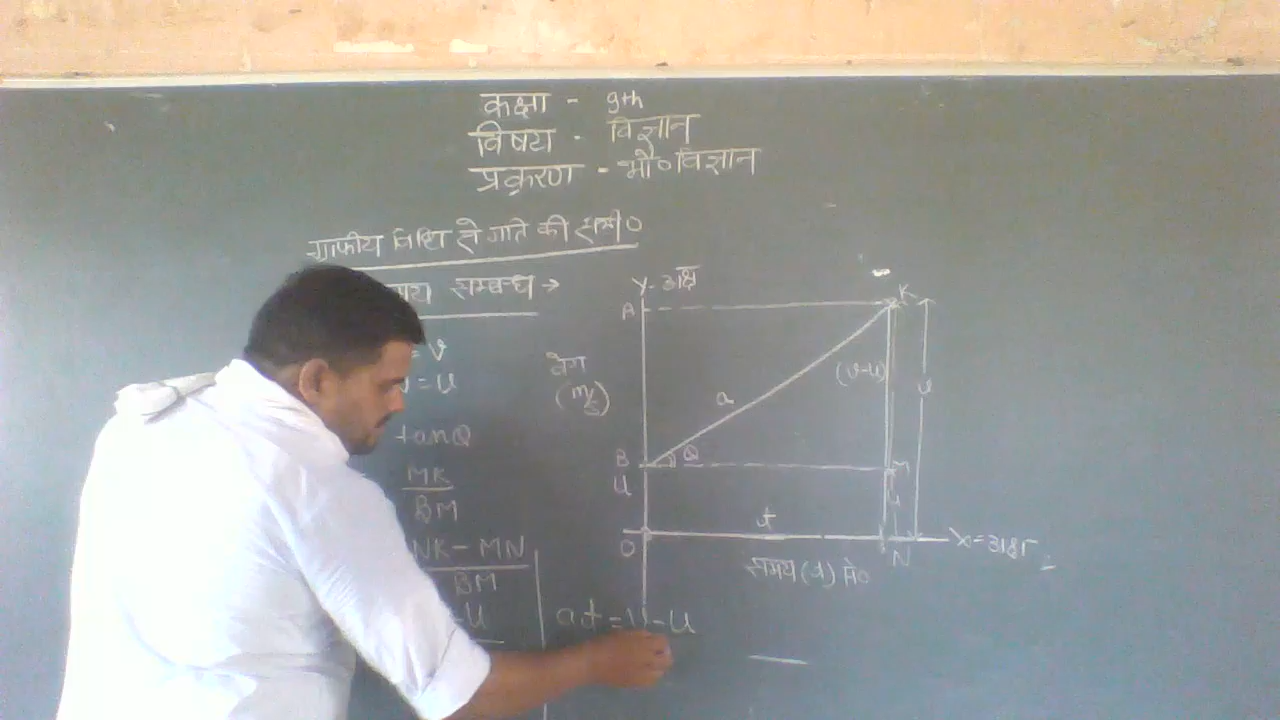 कक्षा - 9th
विषय - विज्ञान
प्रकरण - भौ०विज्ञान
ग्राफीय विधि से गति की समी०
सम्बन्ध →
= v
= u
tanQ
MK
BM
NK - MN
BM
- u
at = v - u
y-अक्ष
A
K
वेग
(m/s)
a
(v-u)
v
B
Q
M
u
u
t
O
N
x-अक्ष
समय (t) से०